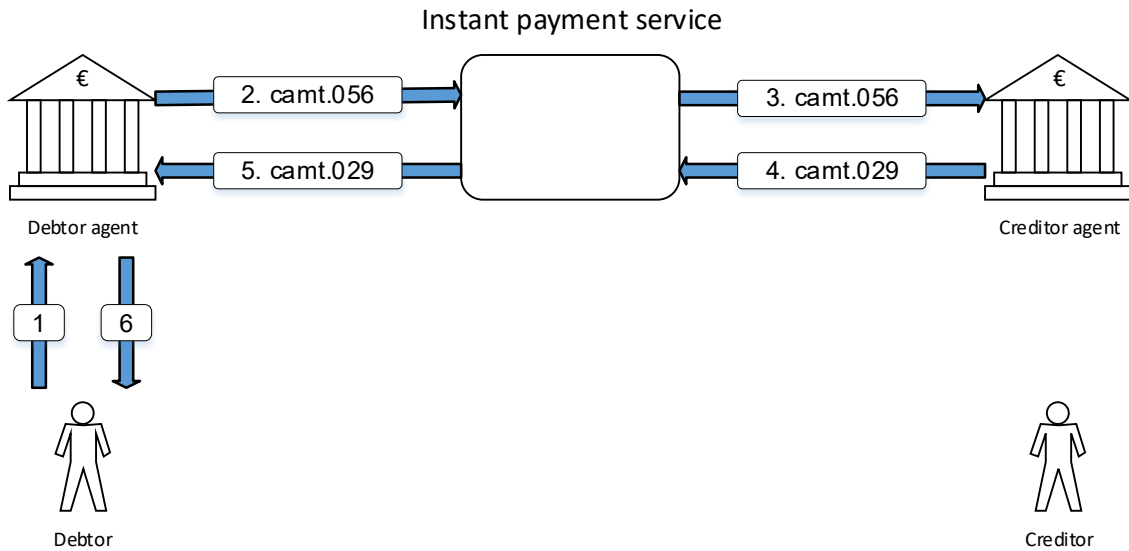 Instant payment service
€
2. camt.056
3. camt.056
€
5. camt.029
4. camt.029
Debtor agent
Creditor agent
1
6
Debtor
Creditor